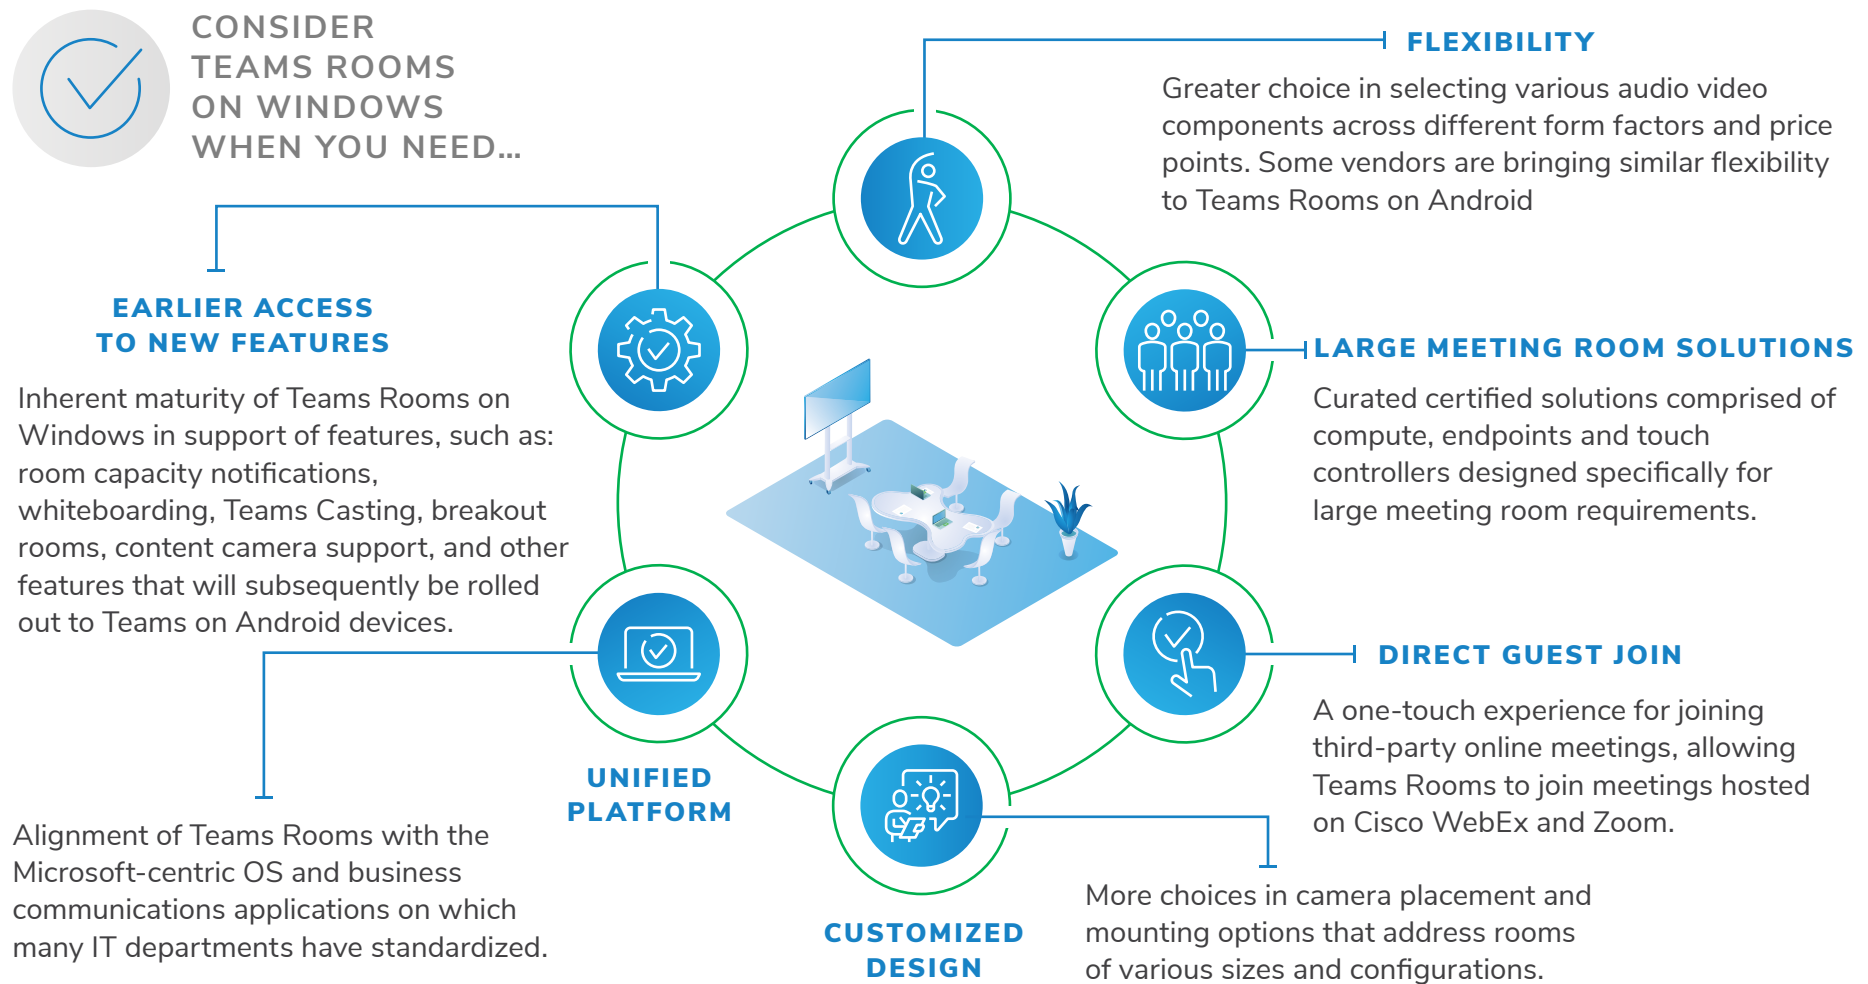 CONSIDER
TEAMS ROOMS
ON WINDOWS
WHEN YOU NEED...
FLEXIBILITY
Greater choice in selecting various audio video
components across different form factors and price
points. Some vendors are bringing similar flexibility
to Teams Rooms on Android
LARGE MEETING ROOM SOLUTIONS
Curated certified solutions comprised of
compute, endpoints and touch
controllers designed specifically for
large meeting room requirements.
DIRECT GUEST JOIN
A one-touch experience for joining
third-party online meetings, allowing
Teams Rooms to join meetings hosted
on Cisco WebEx and Zoom.
CUSTOMIZED
DESIGN
More choices in camera placement and
mounting options that address rooms
of various sizes and configurations.
UNIFIED
PLATFORM
Alignment of Teams Rooms with the
Microsoft-centric OS and business
communications applications on which
many IT departments have standardized.
EARLIER ACCESS
TO NEW FEATURES
Inherent maturity of Teams Rooms on
Windows in support of features, such as:
room capacity notifications,
whiteboarding, Teams Casting, breakout
rooms, content camera support, and other
features that will subsequently be rolled
out to Teams on Android devices.